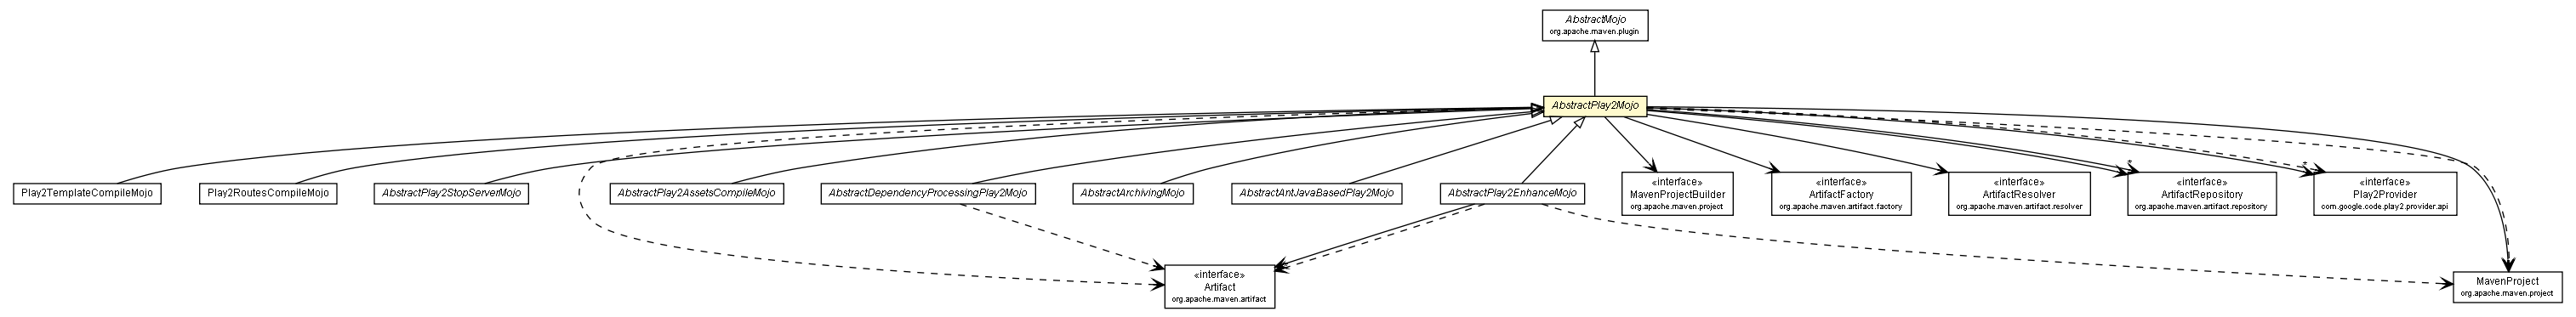 AbstractMojo
org.apache.maven.plugin
AbstractPlay2Mojo
Play2TemplateCompileMojo
Play2RoutesCompileMojo
AbstractPlay2StopServerMojo
AbstractPlay2AssetsCompileMojo
AbstractDependencyProcessingPlay2Mojo
AbstractArchivingMojo
AbstractAntJavaBasedPlay2Mojo
AbstractPlay2EnhanceMojo
«interface»
MavenProjectBuilder
org.apache.maven.project
«interface»
ArtifactFactory
org.apache.maven.artifact.factory
«interface»
ArtifactResolver
org.apache.maven.artifact.resolver
*
«interface»
ArtifactRepository
org.apache.maven.artifact.repository
*
«interface»
Play2Provider
com.google.code.play2.provider.api
«interface»
Artifact
org.apache.maven.artifact
MavenProject
org.apache.maven.project